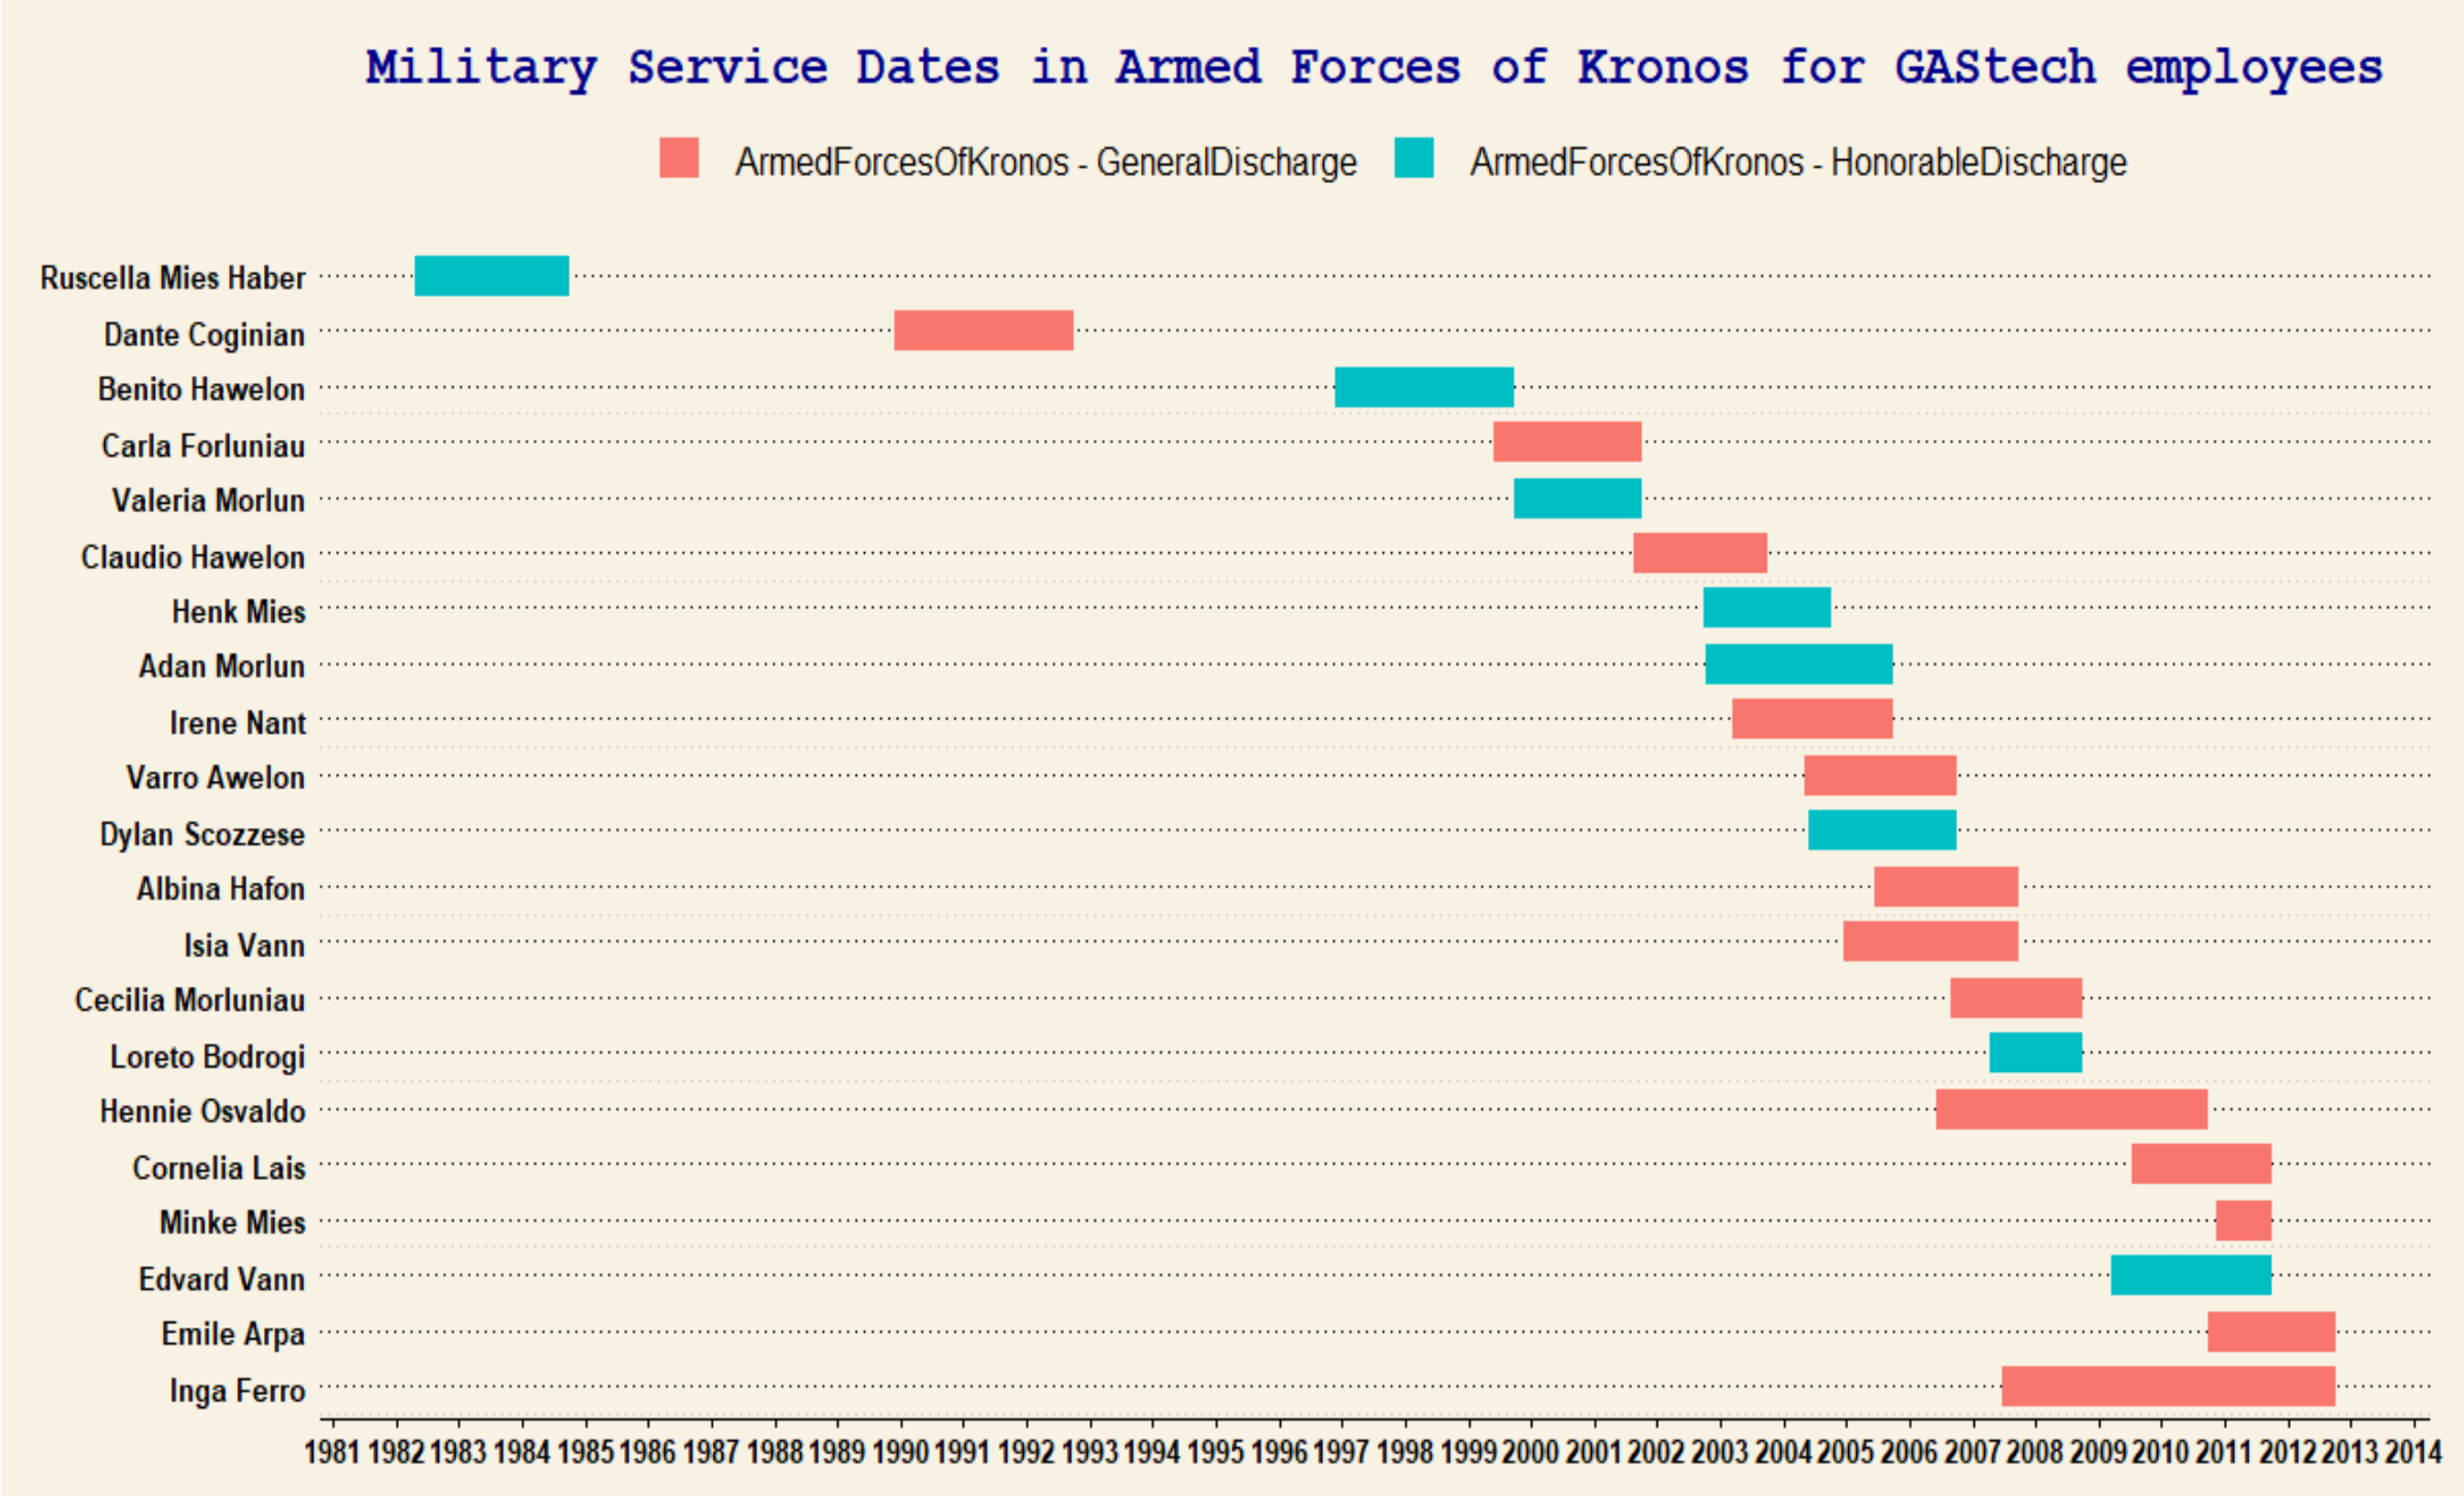 Military Service Dates in Armed Forces of Kronos for GAStech employees
ArmedForcesOfKronos - GeneralDischarge ArmedForcesOfKronos - HonorableDischarge
Ruscella Mies Haber
Dante Coginian
Benito Hawelon
Carla Forluniau
Valeria Morlun
Claudio Hawelon
Henk Mies
Adan Morlun
Irene Nant
Varro Awelon
Dylan Scozzese
Albina Hafon
Isia Vann
Cecilia Morluniau
Loreto Bodrogi
Hennie Osvaldo
Cornelia Lais
Minke Mies
Edvard Vann
Emile Arpa
Inga Ferro
1981 1982 1983 1984 1985 1986 1987 1988 1989 1990 1991 1992 1993 1994 1995 1996 1997 1998 1999 2000 2001 2002 2003 2004 2005 2006 2007 2008 2009 2010 2011 2012 2013 2014